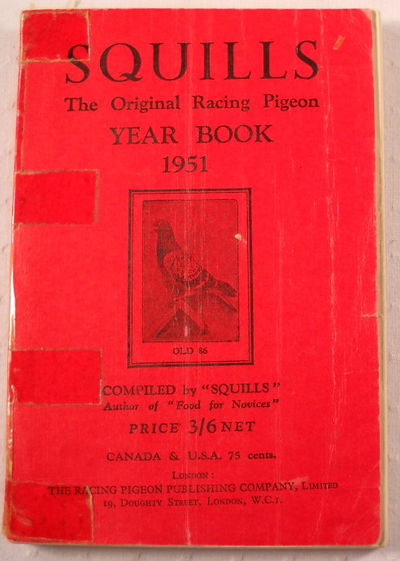 SQUILLS
The Original Racing Pigeon
YEAR BOOK
1951
OLD 86
COMPILED by "SQUILLS"
Author of "Food for Novices"
PRICE 3/6 NET
CANADA & U.S.A. 75 cents.
LONDON:
THE RACING PIGEON PUBLISHING COMPANY, LIMITED
19, DOUGHTY STREET, LONDON, W.C.1.